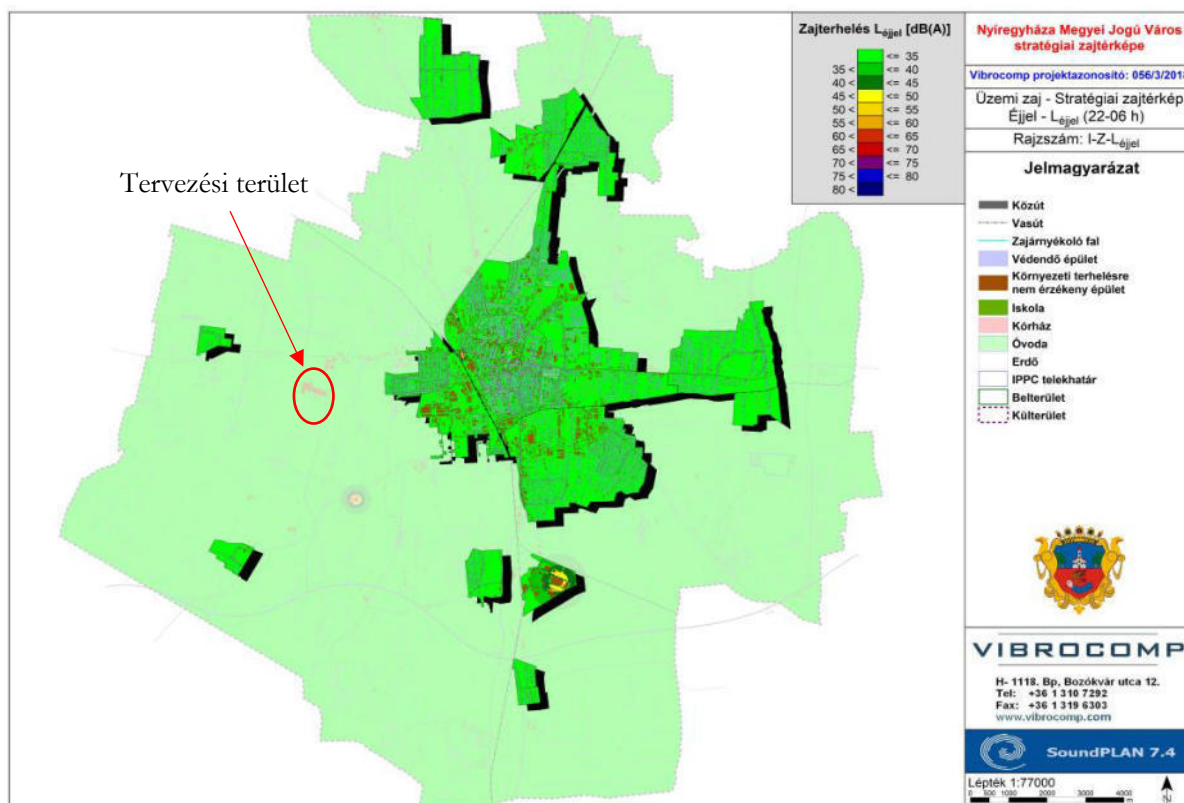 Tervezési terület
Zajterhelés Léjjel [dB(A)]
<= 35
35 < <= 40
40 < <= 45
45 < <= 50
50 < <= 55
55 < <= 60
60 < <= 65
65 < <= 70
70 < <= 75
75 < <= 80
80 <
Nyíregyháza Megyei Jogú Város
stratégiai zajtérképe
Vibrocomp projektazonosító: 056/3/2018
Üzemi zaj - Stratégiai zajtérkép
Éjjel - Léjjel (22-06 h)
Rajzszám: I-Z-Léjjel
Jelmagyarázat
Közút
Vasút
Zajárnyékoló fal
Védendő épület
Környezeti terhelésre
nem érzékeny épület
Iskola
Kórház
Óvoda
Erdő
IPPC telekhatár
Belterület
Külterület
VIBROCOMP
H- 1118. Bp, Bozókvár utca 12.
Tel: +36 1 310 7292
Fax: +36 1 319 6303
www.vibrocomp.com
SoundPLAN 7.4
Lépték 1:77000
0 500 1000 2000 3000 4000
m